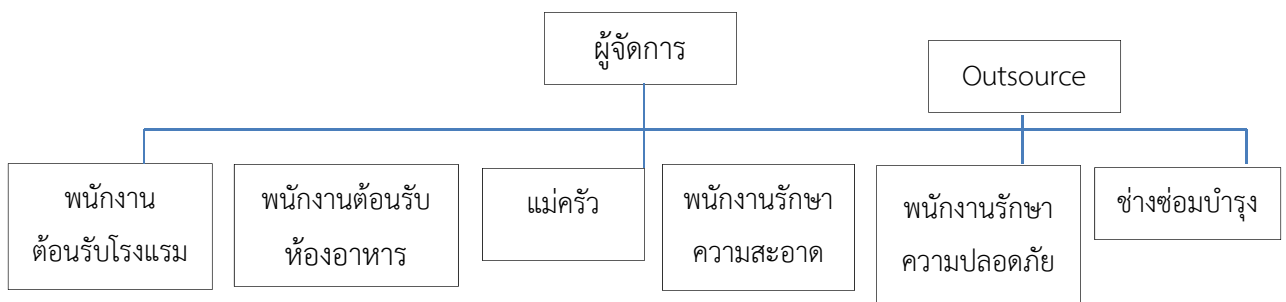 ผู้จัดการ
Outsource
พนักงาน
ต้อนรับโรงแรม
พนักงานต้อนรับ
ห้องอาหาร
แม่ครัว
พนักงานรักษา
ความสะอาด
พนักงานรักษา
ความปลอดภัย
ช่างซ่อมบำรุง